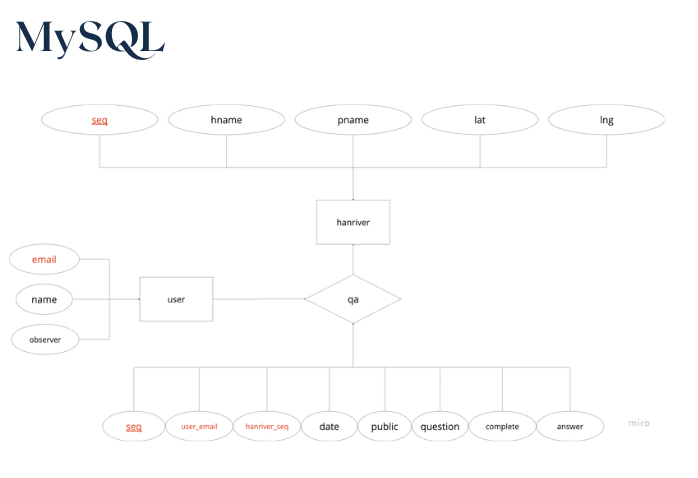 MySQL
seq
hname
pname
lat
lng
hanriver
email
name
observer
user
qa
seq
user_email
hanriver_seq
date
public
question
complete
answer
miro